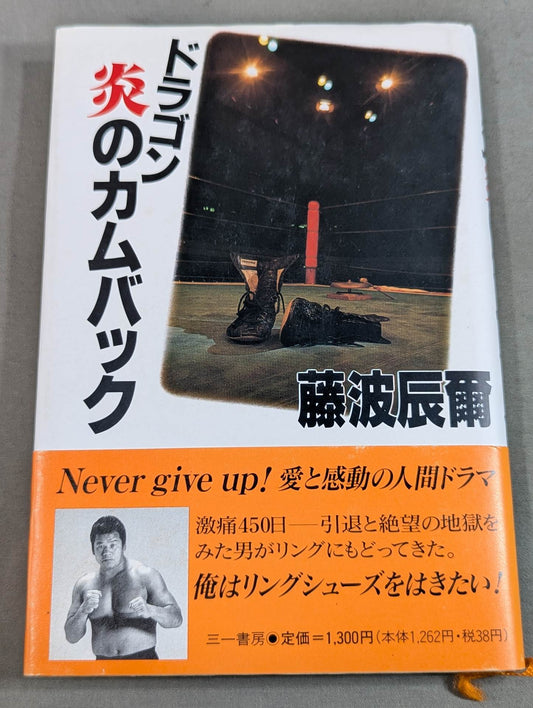 ドラゴン
炎のカムバック
藤波辰爾
Never give up! 愛と感動の人間ドラマ
激痛450日――引退と絶望の地獄を
みた男がリングにもどってきた。
俺はリングシューズをはきたい!
三一書房●定価=1,300円(本体1,262円・税38円)